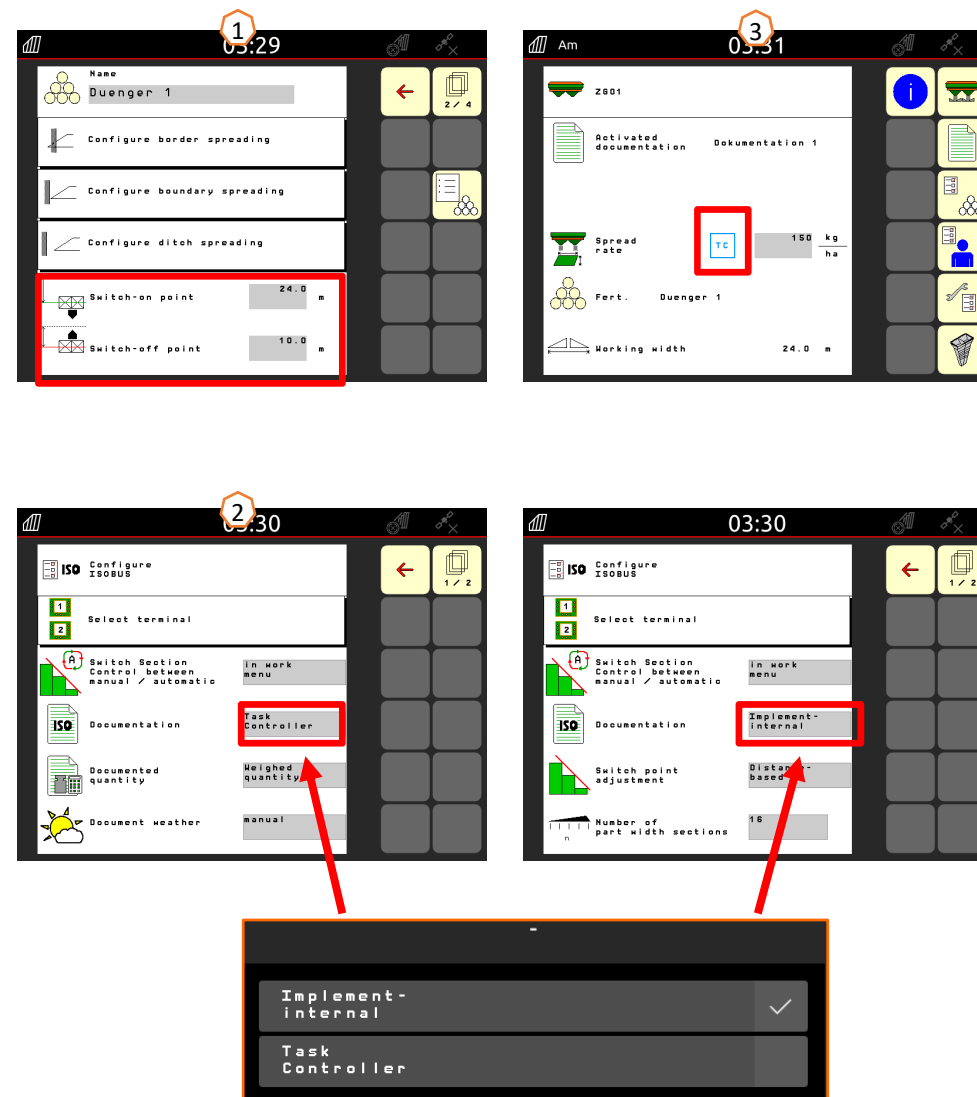 1
05:29
Name
Duenger 1
2 / 4
Configure border spreading
Configure boundary spreading
Configure ditch spreading
Switch-on point
24.0 m
Switch-off point
10.0 m
3
Am
03:31
i
ZG01
Activated
documentation
Dokumentation 1
Spread
rate
TC
150 kg
ha
Fert.
Duenger 1
Working width
24.0 m
2
03:30
ISO
Configure
ISOBUS
1 / 2
1
2
Select terminal
A
Switch Section
Control between
manual / automatic
in work
menu
ISO
Documentation
Task
Controller
Documented
quantity
Weighed
quantity
Document weather
manual
03:30
ISO
Configure
ISOBUS
1 / 2
1
2
Select terminal
A
Switch Section
Control between
manual / automatic
in work
menu
ISO
Documentation
Implement-
internal
Switch point
adjustment
n
Number of
part width sections
16
-
Implement-
internal
Task
Controller